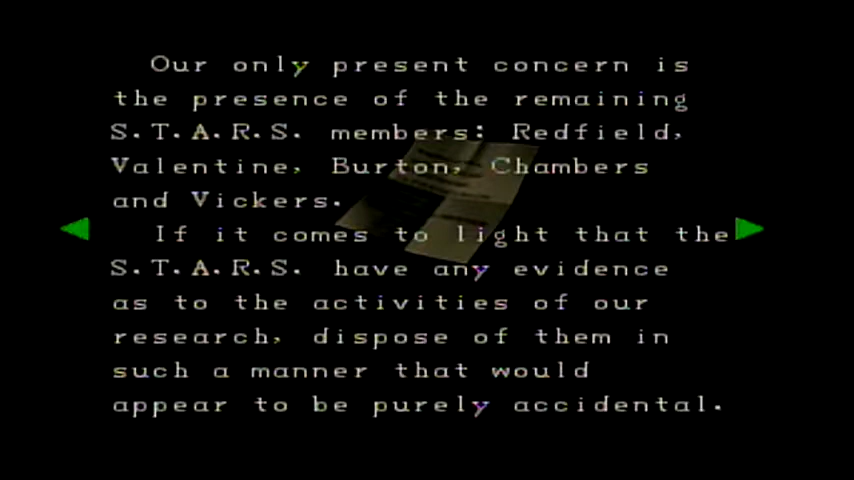 Our only present concern is
the presence of the remaining
S.T.A.R.S. members: Redfield,
Valentine, Burton, Chambers
and Vickers.
If it comes to light that the
S.T.A.R.S. have any evidence
as to the activities of our
research, dispose of them in
such a manner that would
appear to be purely accidental.